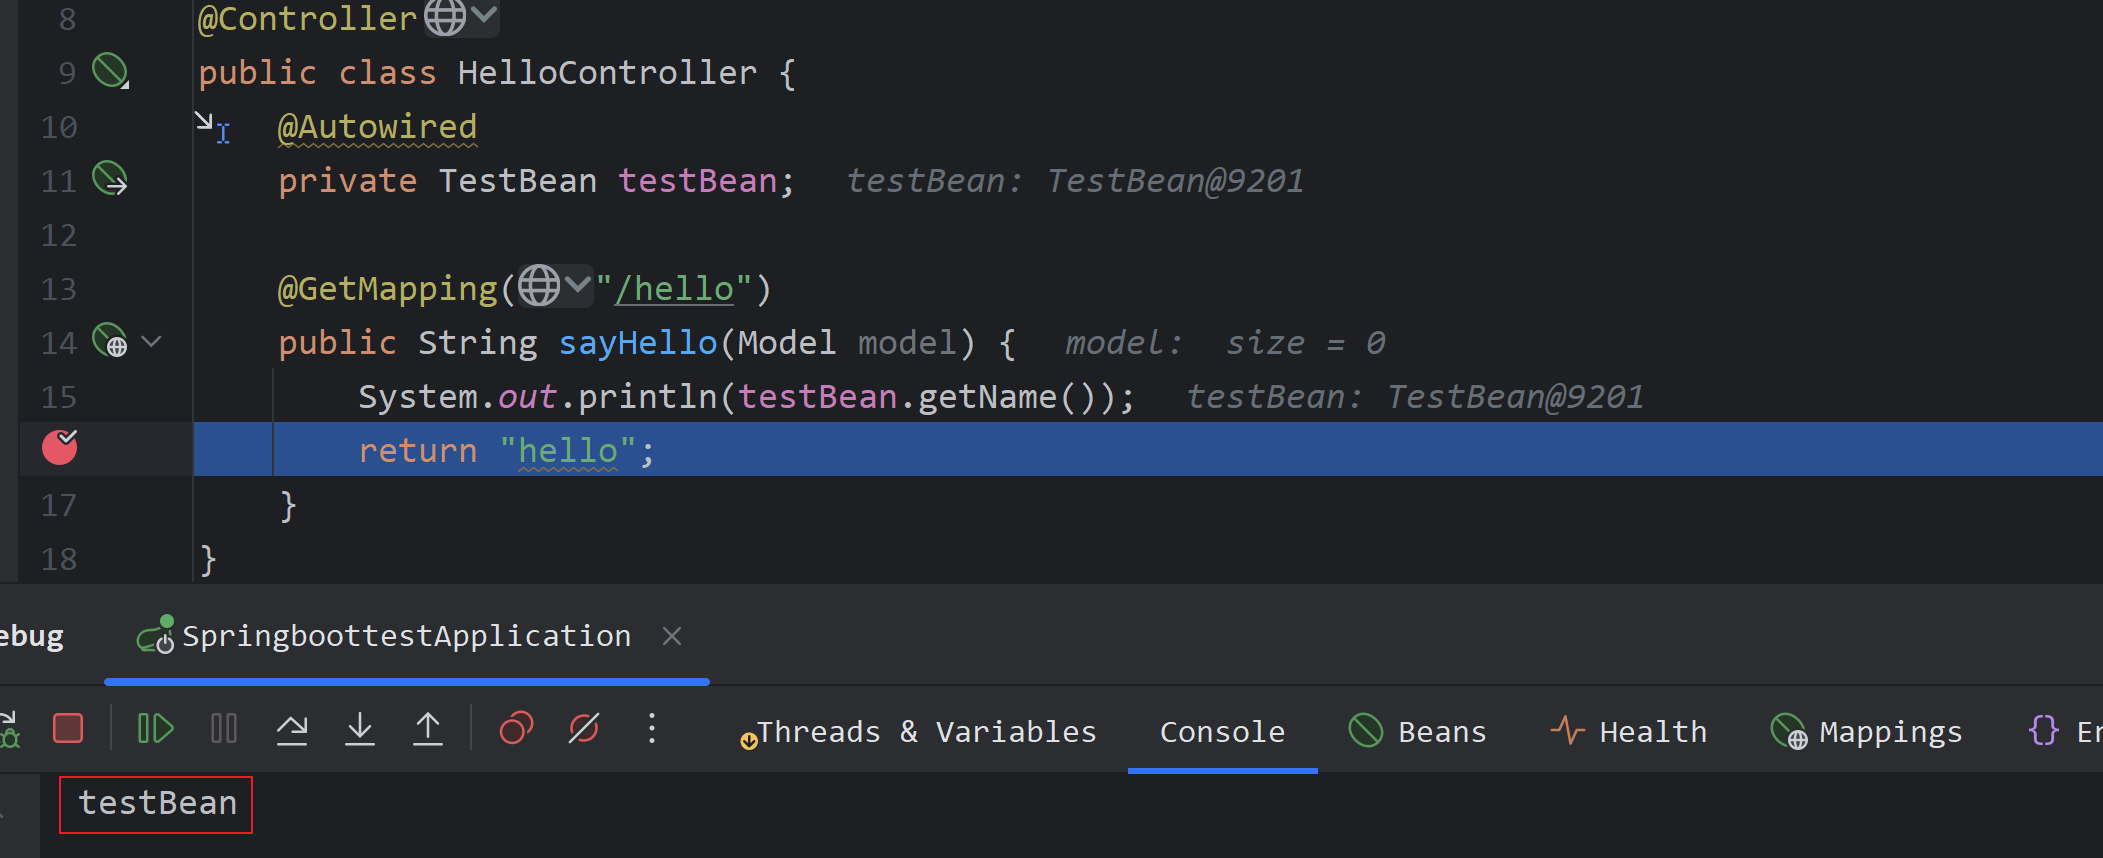 8 @Controller
9 public class HelloController {
10 @Autowired
11 private TestBean testBean; testBean: TestBean@9201
12
13 @GetMapping("/hello")
14 public String sayHello(Model model) { model: size = 0
15 System.out.println(testBean.getName()); testBean: TestBean@9201
return "hello";
17 }
18 }
ebug SpringboottestApplication
Threads & Variables Console Beans Health Mappings {} Er
testBean